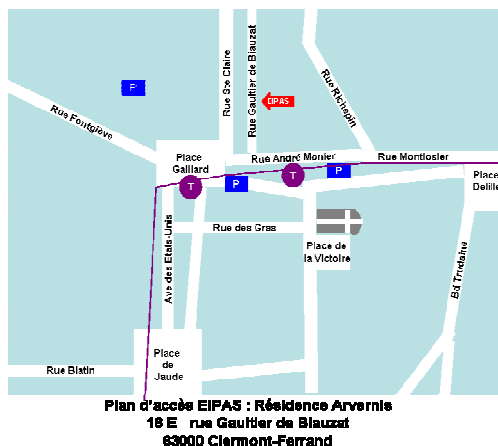 Rue Ste Claire
Rue Gaultier de Biauzat
Rue Richepin
P
EIPAS
Rue Fontgiève
Place
Gaillard
Rue André Monier
Rue Montlosier
T
P
T
P
Place
Delille
Ave des Etats-Unis
Rue des Gras
Place de
la Victoire
Bd Trudaine
Rue Blatin
Place
de
Jaude
Plan d'accès EIPAS : Résidence Arvernis
16 E rue Gaultier de Biauzat
63000 Clermont-Ferrand